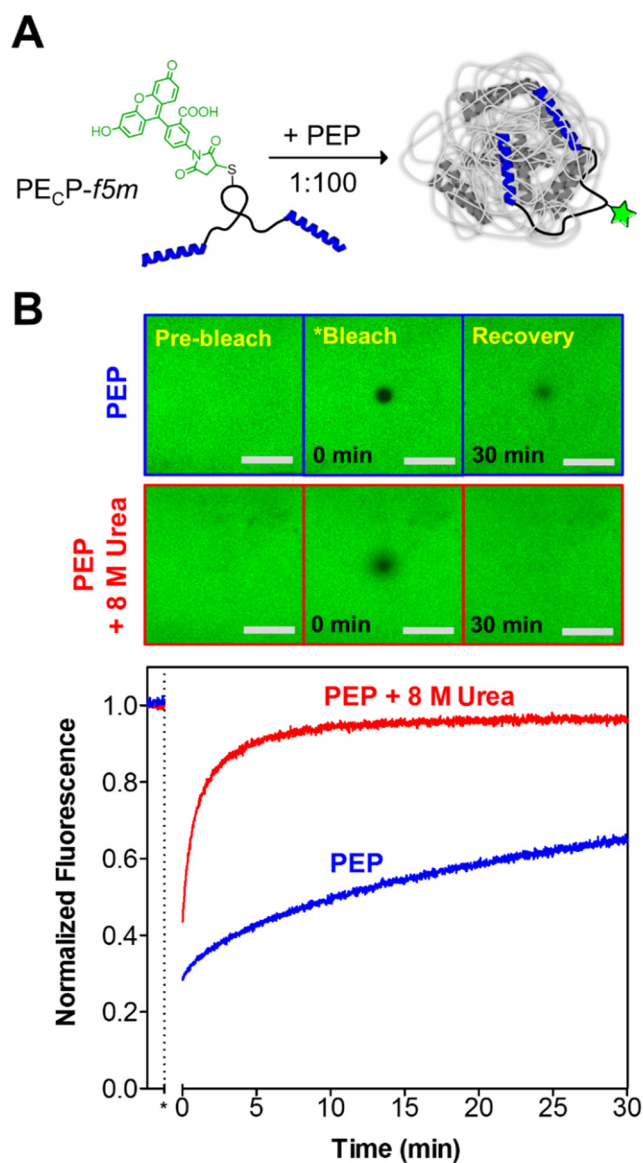 A
O
O
COOH
HO
O
N
O
S
PECP-f5m
+ PEP
1:100
B
PEP
Pre-bleach
*Bleach
0 min
Recovery
30 min
PEP
+ 8 M Urea
0 min
30 min
Normalized Fluorescence
1.0
0.8
0.6
0.4
0.2
0.0
PEP + 8 M Urea
PEP
* 0 5 10 15 20 25 30
Time (min)